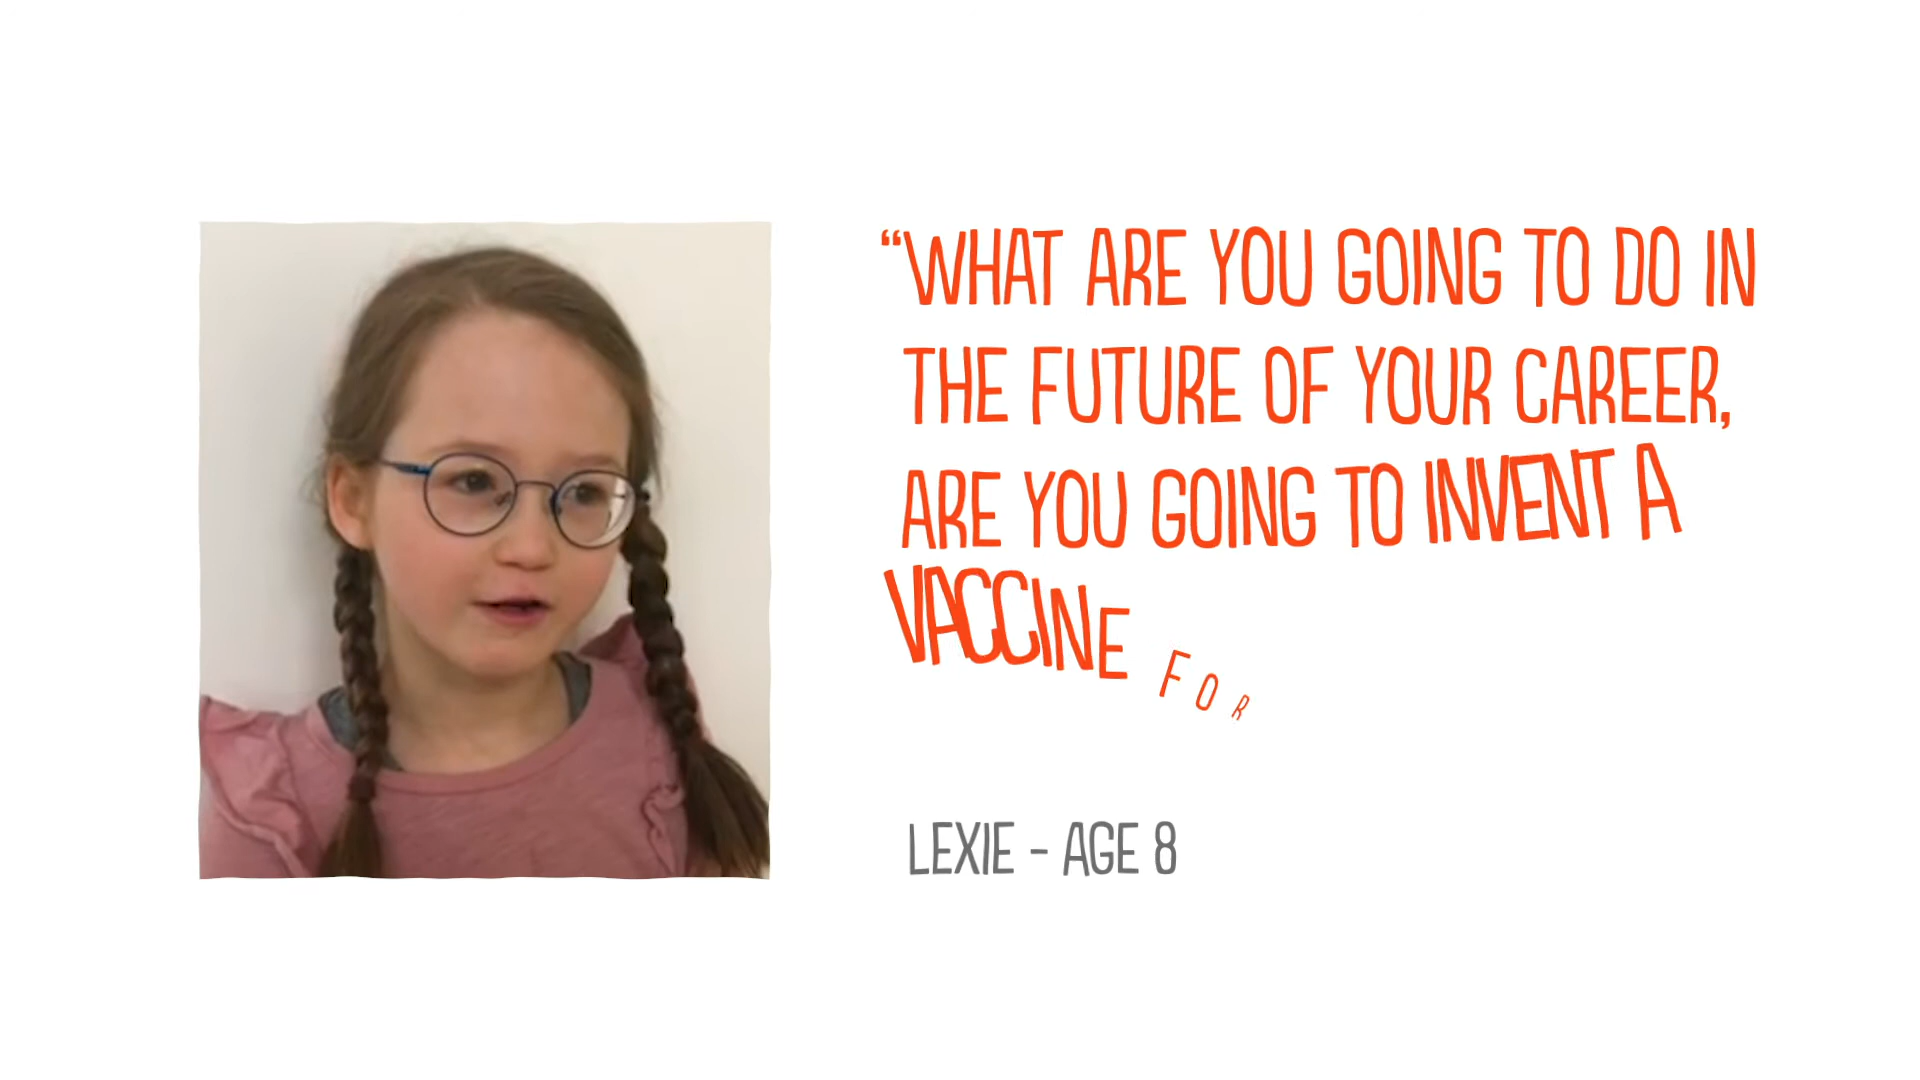 “WHAT ARE YOU GOING TO DO IN
THE FUTURE OF YOUR CAREER,
ARE YOU GOING TO INVENT A
VACCINE FOR
LEXIE - AGE 8